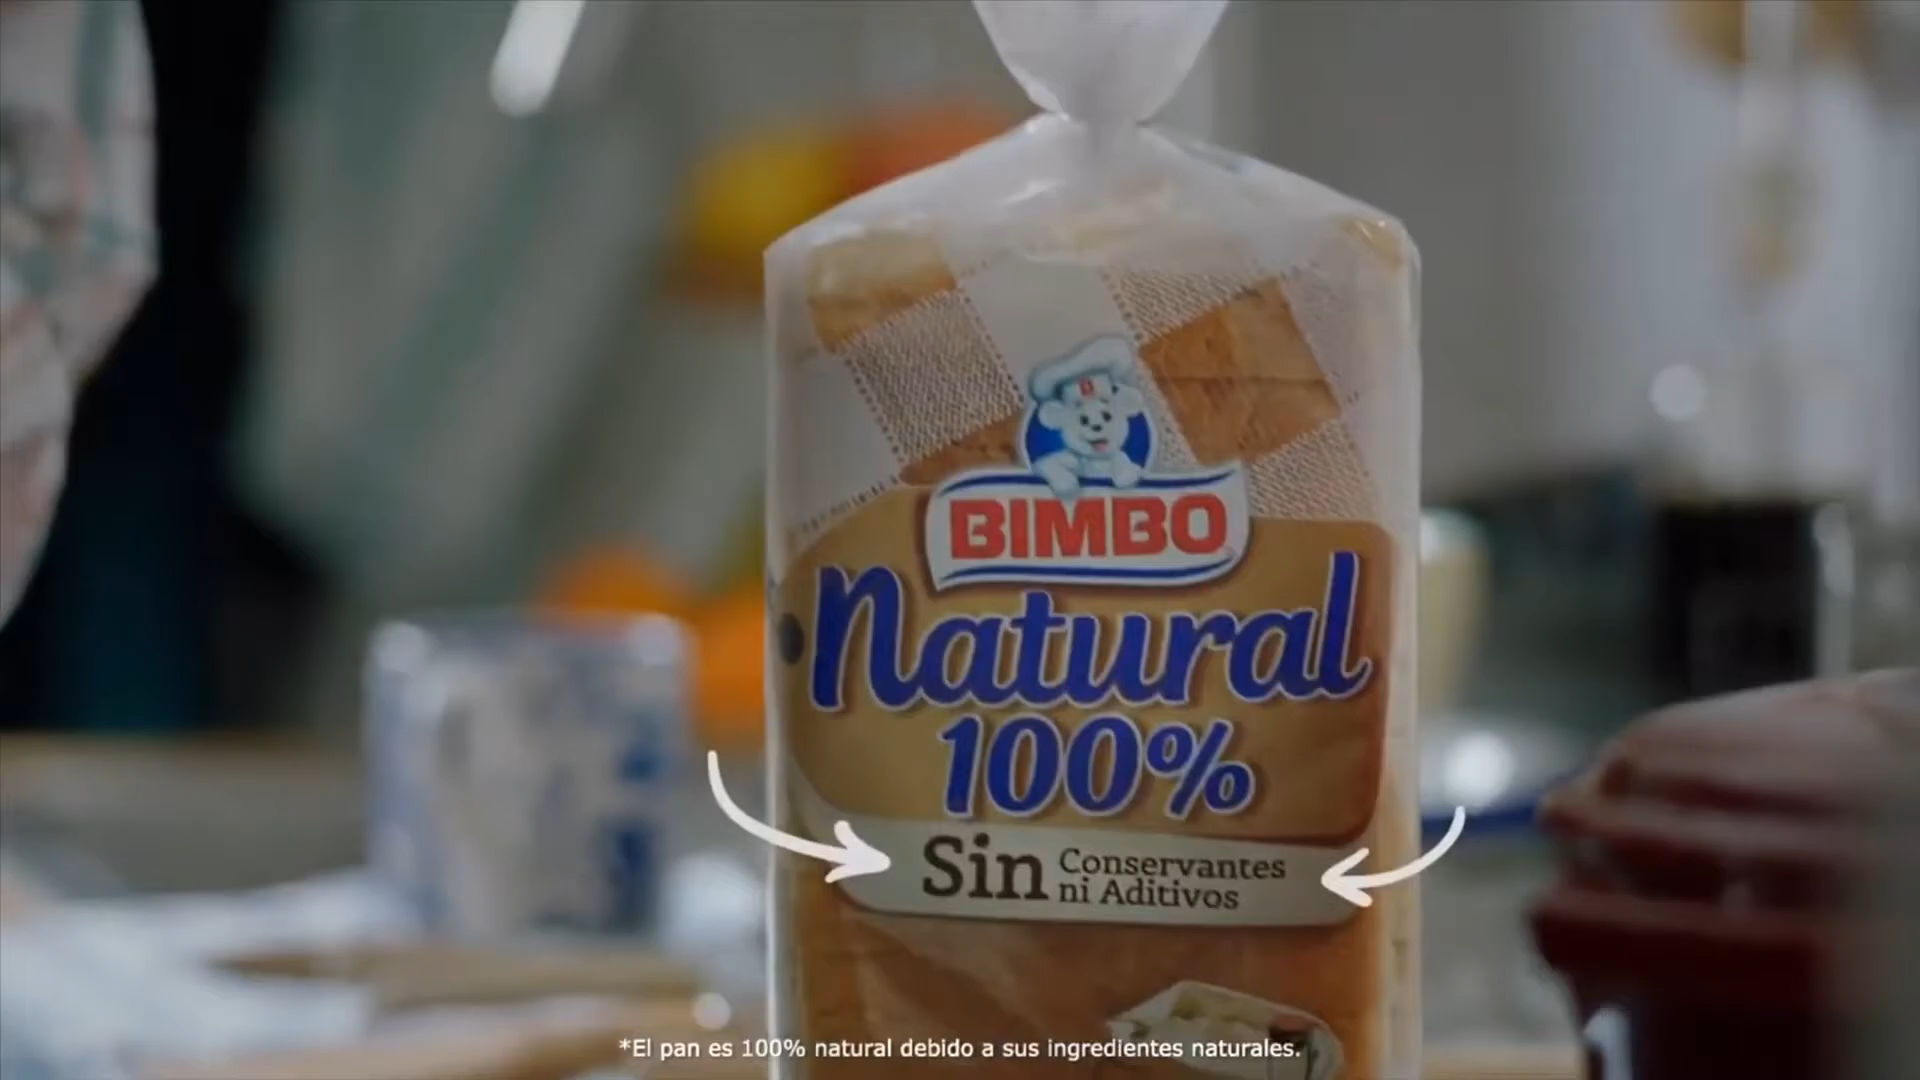 BIMBO
Natural
100%
Sin Conservantes
ni Aditivos
*El pan es 100% natural debido a sus ingredientes naturales.